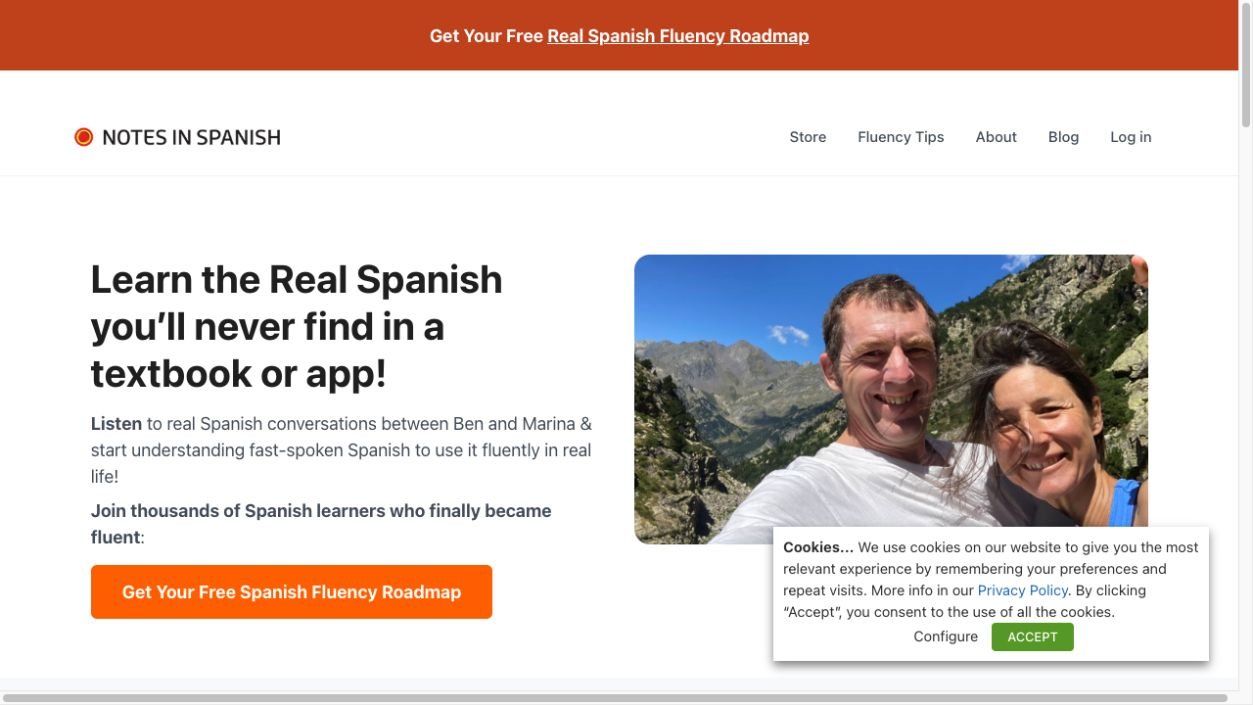 Get Your Free Real Spanish Fluency Roadmap
NOTES IN SPANISH
Store
Fluency Tips
About
Blog
Log in
Learn the Real Spanish
you’ll never find in a
textbook or app!
Listen to real Spanish conversations between Ben and Marina &
start understanding fast-spoken Spanish to use it fluently in real
life!
Join thousands of Spanish learners who finally became
fluent:
Get Your Free Spanish Fluency Roadmap
Cookies... We use cookies on our website to give you the most
relevant experience by remembering your preferences and
repeat visits. More info in our Privacy Policy. By clicking
“Accept”, you consent to the use of all the cookies.
Configure
ACCEPT